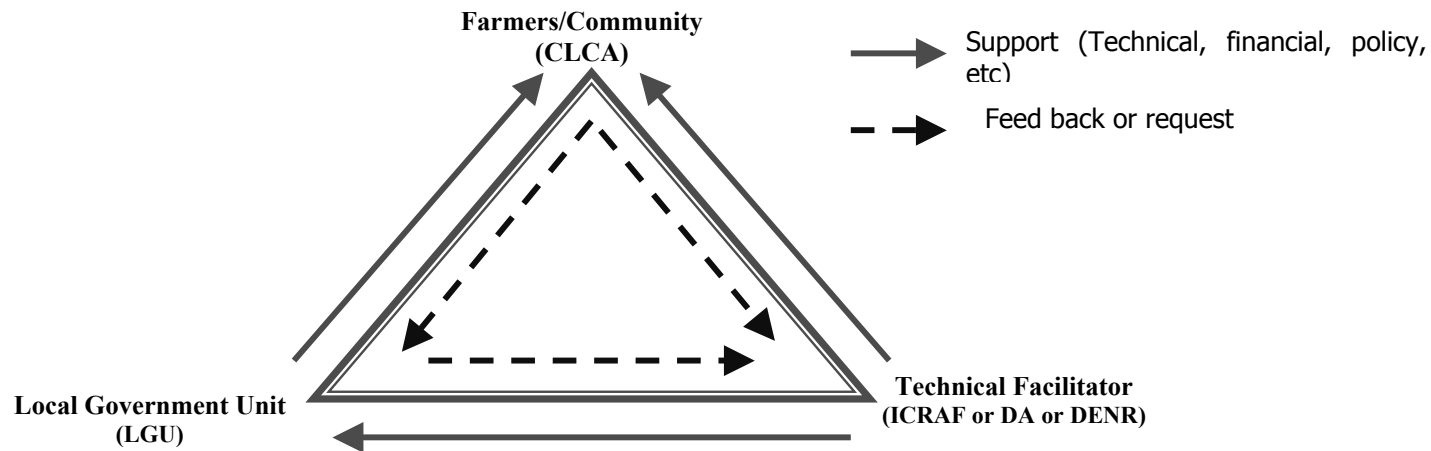 Farmers/Community
(CLCA)
Support (Technical, financial, policy,
etc)
Feed back or request
Local Government Unit
(LGU)
Technical Facilitator
(ICRAF or DA or DENR)